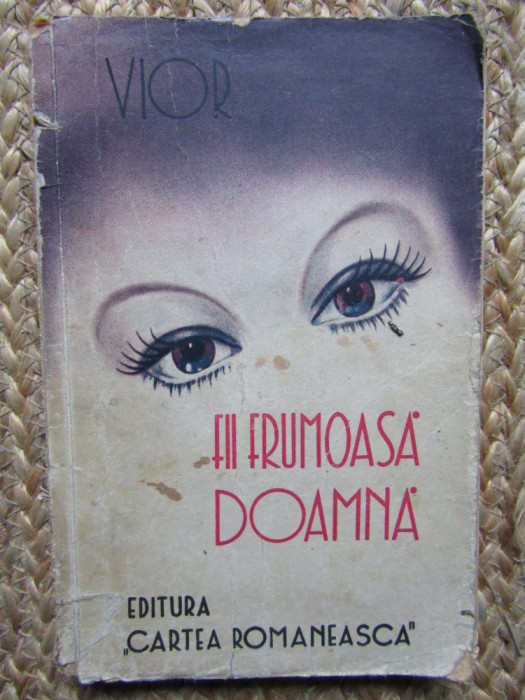 VIOR
FII FRUMOASĂ
DOAMNĂ
EDITURA
„CARTEA ROMANEASCA"